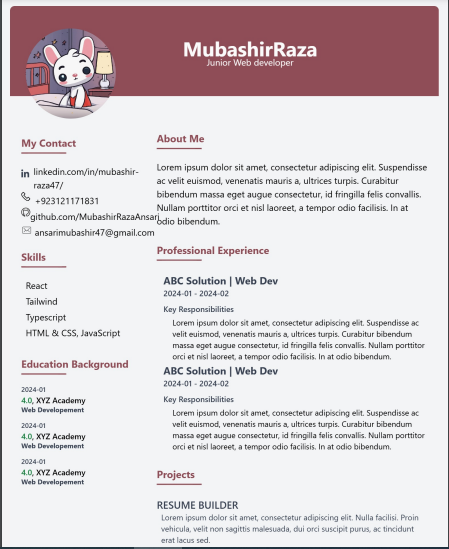 MubashirRaza
Junior Web developer
My Contact
linkedin.com/in/mubashir-
raza47/
+923121171831
github.com/MubashirRazaAnsari
ansarimubashir47@gmail.com
Skills
React
Tailwind
Typescript
HTML & CSS, JavaScript
Education Background
2024-01
4.0, XYZ Academy
Web Developement
2024-01
4.0, XYZ Academy
Web Developement
2024-01
4.0, XYZ Academy
Web Developement
About Me
Lorem ipsum dolor sit amet, consectetur adipiscing elit. Suspendisse
ac velit euismod, venenatis mauris a, ultrices turpis. Curabitur
bibendum massa eget augue consectetur, id fringilla felis convallis.
Nullam porttitor orci et nisl laoreet, a tempor odio facilisis. In at
odio bibendum.
Professional Experience
ABC Solution | Web Dev
2024-01 - 2024-02
Key Responsibilities
Lorem ipsum dolor sit amet, consectetur adipiscing elit. Suspendisse
ac velit euismod, venenatis mauris a, ultrices turpis. Curabitur bibendum
massa eget augue consectetur, id fringilla felis convallis. Nullam porttitor
orci et nisl laoreet, a tempor odio facilisis. In at odio bibendum.
ABC Solution | Web Dev
2024-01 - 2024-02
Key Responsibilities
Lorem ipsum dolor sit amet, consectetur adipiscing elit. Suspendisse
ac velit euismod, venenatis mauris a, ultrices turpis. Curabitur bibendum
massa eget augue consectetur, id fringilla felis convallis. Nullam porttitor
orci et nisl laoreet, a tempor odio facilisis. In at odio bibendum.
Projects
RESUME BUILDER
Lorem ipsum dolor sit amet, consectetur adipiscing elit. Nulla facilisi. Proin
vehicula, velit non sagittis malesuada, dui orci suscipit purus, ac tincidunt
erat lacus sed.